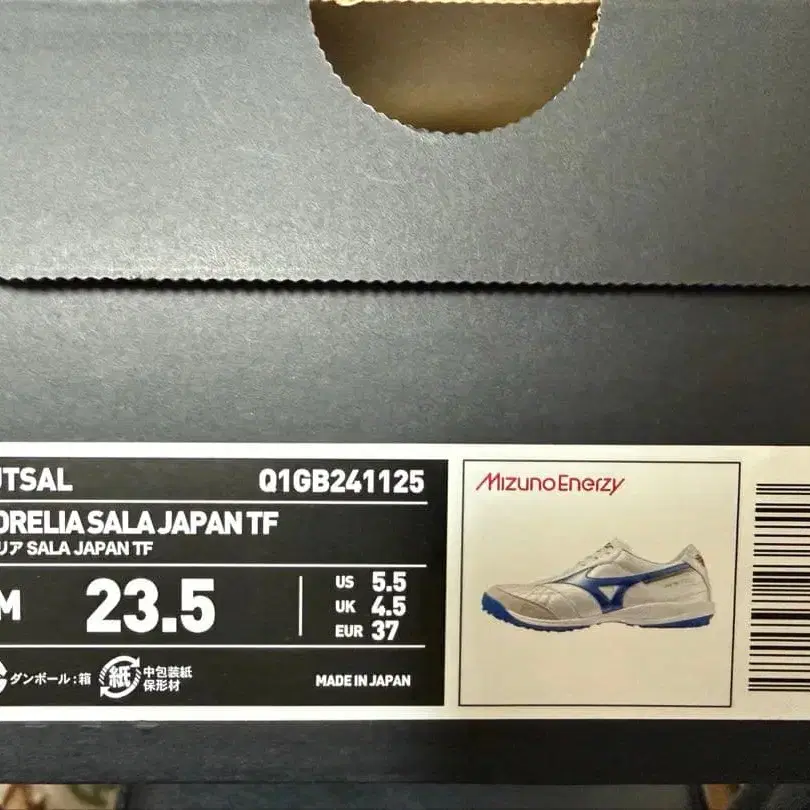 UTSAL Q1GB241125
ORELIA SALA JAPAN TF
リア SALA JAPAN TF
M 23.5
US 5.5
UK 4.5
EUR 37
ダンボール:箱 紙 中包装紙
保形材
MADE IN JAPAN
MIZUNO ENERZY